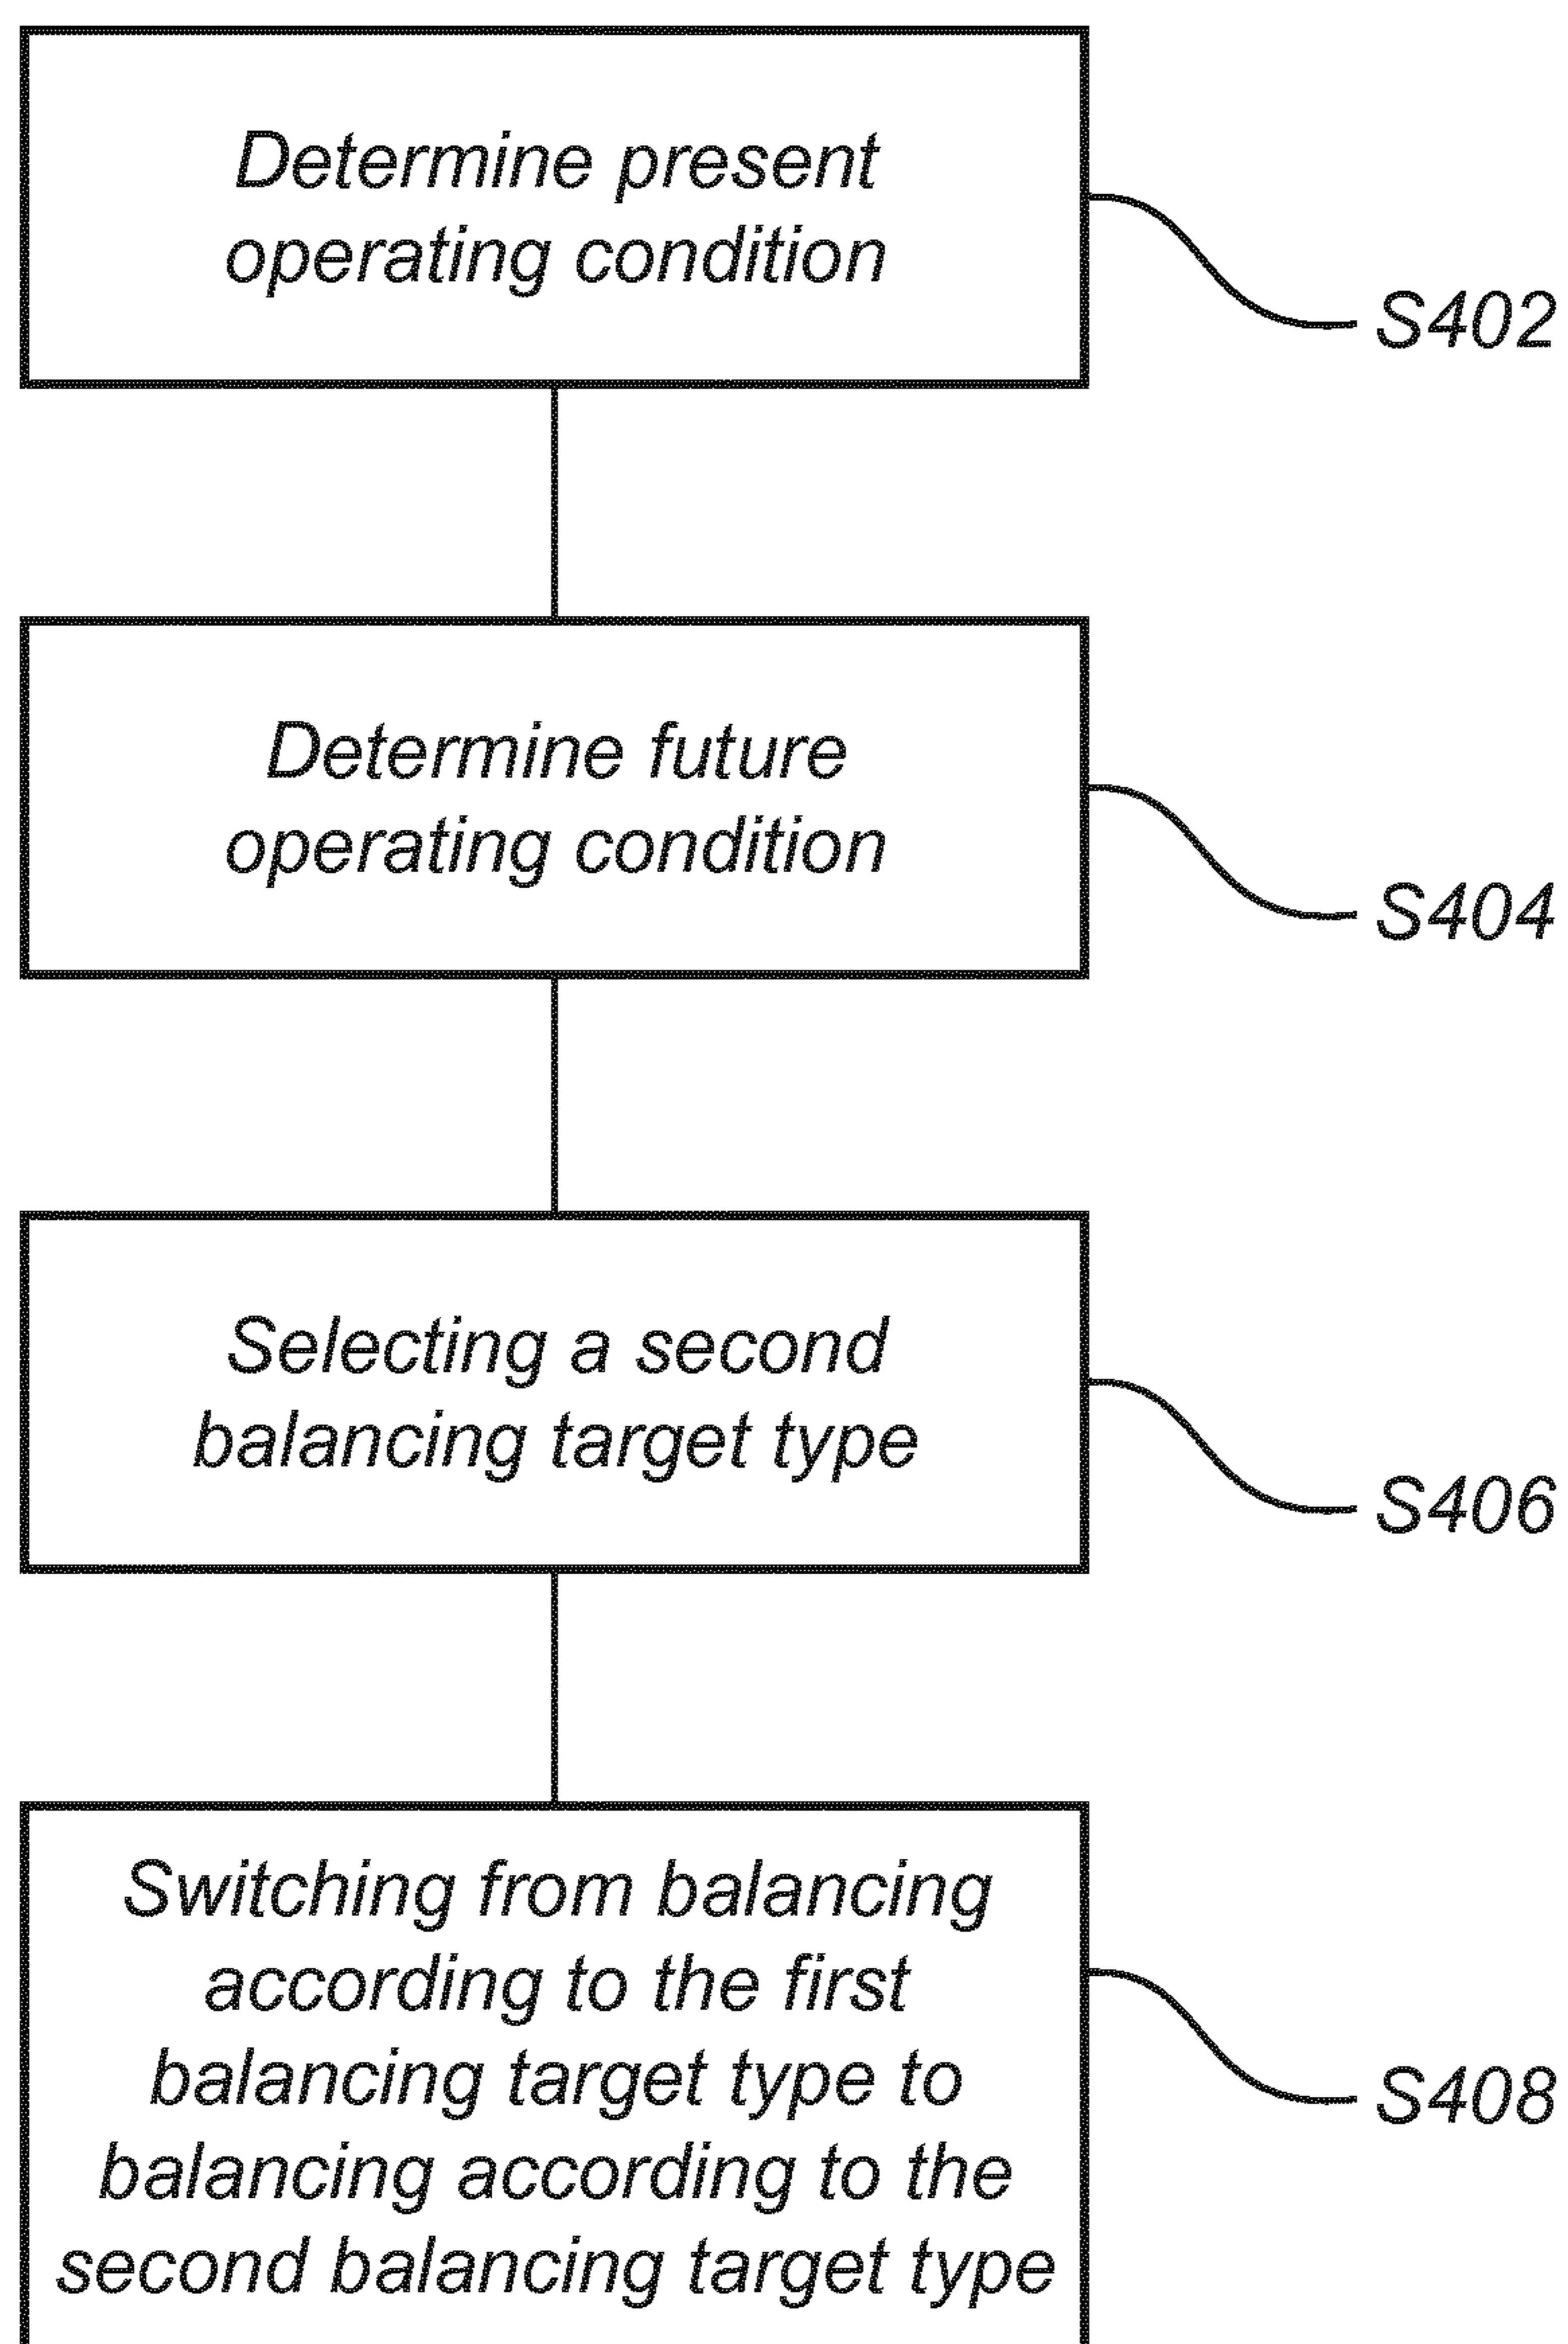 Determine present
operating condition
S402
Determine future
operating condition
S404
Selecting a second
balancing target type
S406
Switching from balancing
according to the first
balancing target type to
balancing according to the
second balancing target type
S408